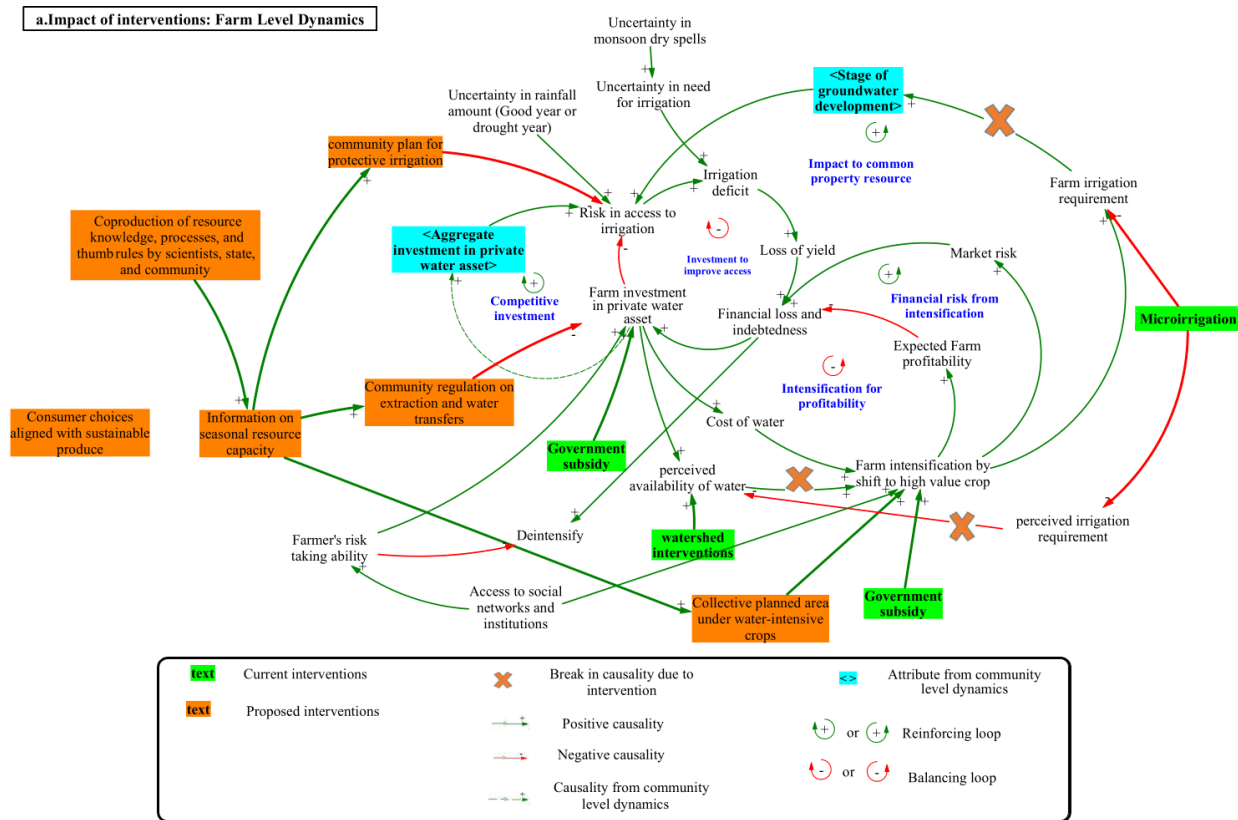 a.Impact of interventions: Farm Level Dynamics
Uncertainty in
monsoon dry spells
Uncertainty in need
for irrigation
Uncertainty in rainfall
amount (Good year or
drought year)
<Stage of
groundwater
development>
community plan for
protective irrigation
Impact to common
property resource
Irrigation
deficit
Farm irrigation
requirement
Coproduction of resource
knowledge, processes, and
thumbrules by scientists, state,
and community
Risk in access to
irrigation
<Aggregate
investment in private
water asset>
Investment to
improve access
Loss of yield
Market risk
Competitive
investment
Farm investment
in private water
asset
Financial loss and
indebtedness
Financial risk from
intensification
Microirrigation
Expected Farm
profitability
Intensification for
profitability
Community regulation on
extraction and water
transfers
Consumer choices
aligned with sustainable
produce
Information on
seasonal resource
capacity
Cost of water
Government
subsidy
perceived
availability of water
Farm intensification by
shift to high value crop
perceived irrigation
requirement
Farmer's risk
taking ability
Deintensify
watershed
interventions
Access to social
networks and
institutions
Collective planned area
under water-intensive
crops
Government
subsidy
text
Current interventions
text
Proposed interventions
Break in causality due to
intervention
Positive causality
Negative causality
Causality from community
level dynamics
<>
Attribute from community
level dynamics
+ or + Reinforcing loop
- or - Balancing loop